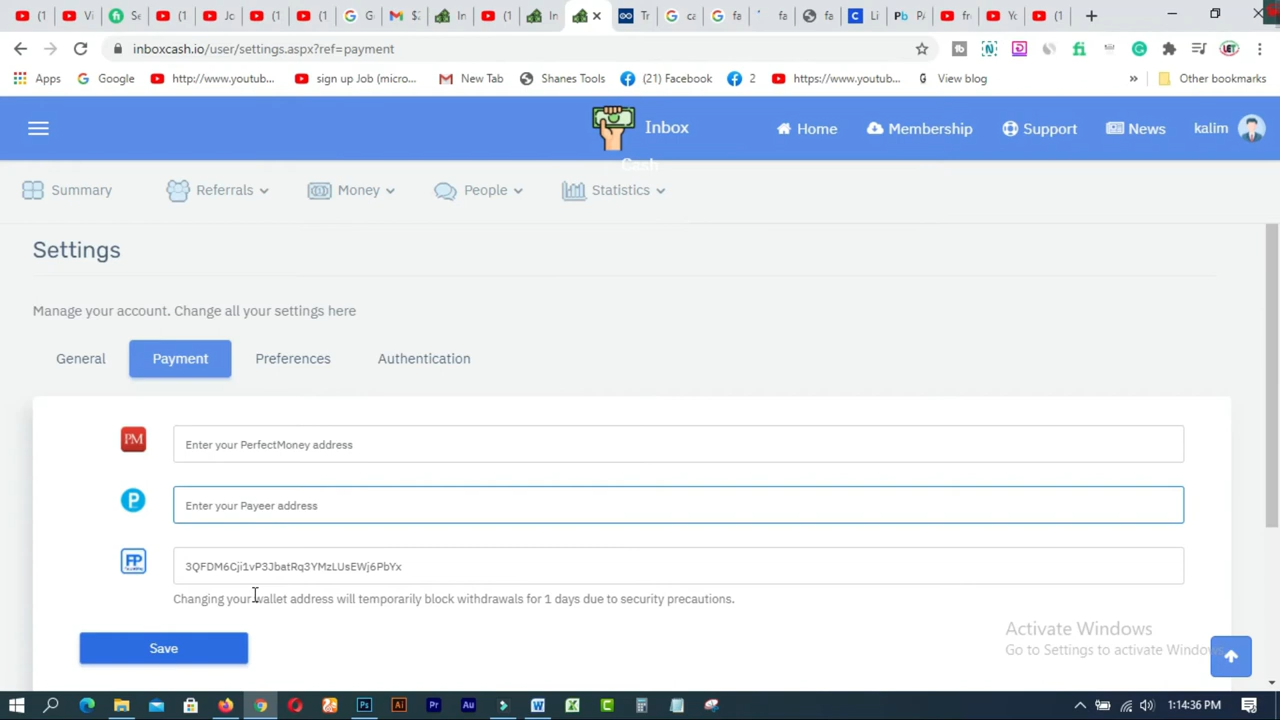 inboxcash.io/user/settings.aspx?ref=payment
Apps
Google
http://www.youtub...
sign up Job (micro...
New Tab
Shanes Tools
(21) Facebook
2
https://www.youtub...
View blog
»
Other bookmarks
Inbox
Cash
Home
Membership
Support
News
kalim
Summary
Referrals
Money
People
Statistics
Settings
Manage your account. Change all your settings here
General
Payment
Preferences
Authentication
PM
Enter your PerfectMoney address
P
Enter your Payeer address
FP
3QFDM6Cji1vP3JbatRq3YMzLUsEWj6PbYx
Changing your wallet address will temporarily block withdrawals for 1 days due to security precautions.
Save
Activate Windows
Go to Settings to activate Windows.
1:14:36 PM